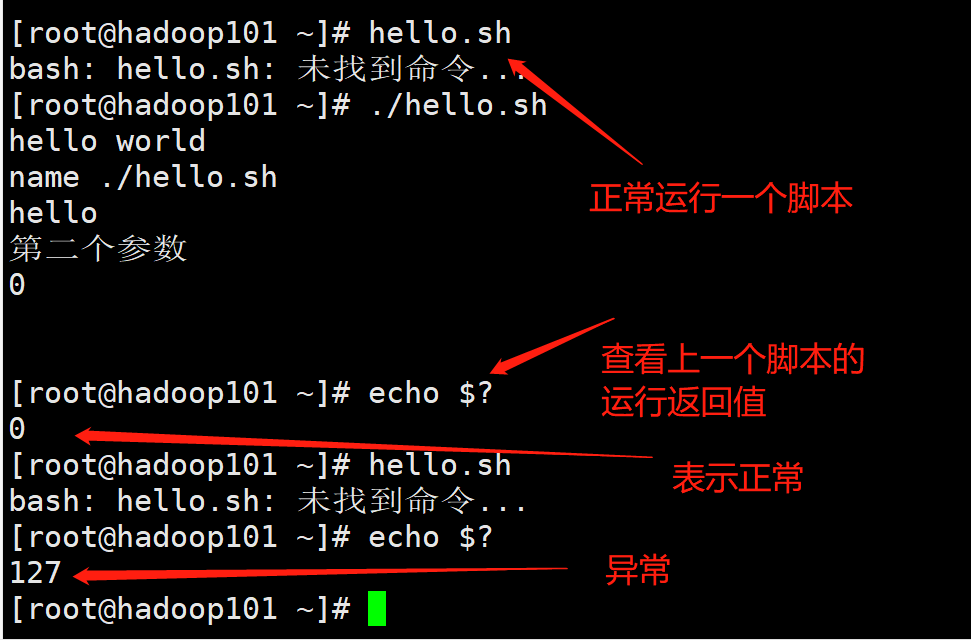 [root@hadoop101 ~]# hello.sh
bash: hello.sh: 未找到命令...
[root@hadoop101 ~]# ./hello.sh
hello world
name ./hello.sh
正常运行一个脚本
hello
第二个参数
0
查看上一个脚本的
运行返回值
[root@hadoop101 ~]# echo $?
0
[root@hadoop101 ~]# hello.sh
表示正常
bash: hello.sh: 未找到命令...
[root@hadoop101 ~]# echo $?
127
异常
[root@hadoop101 ~]#